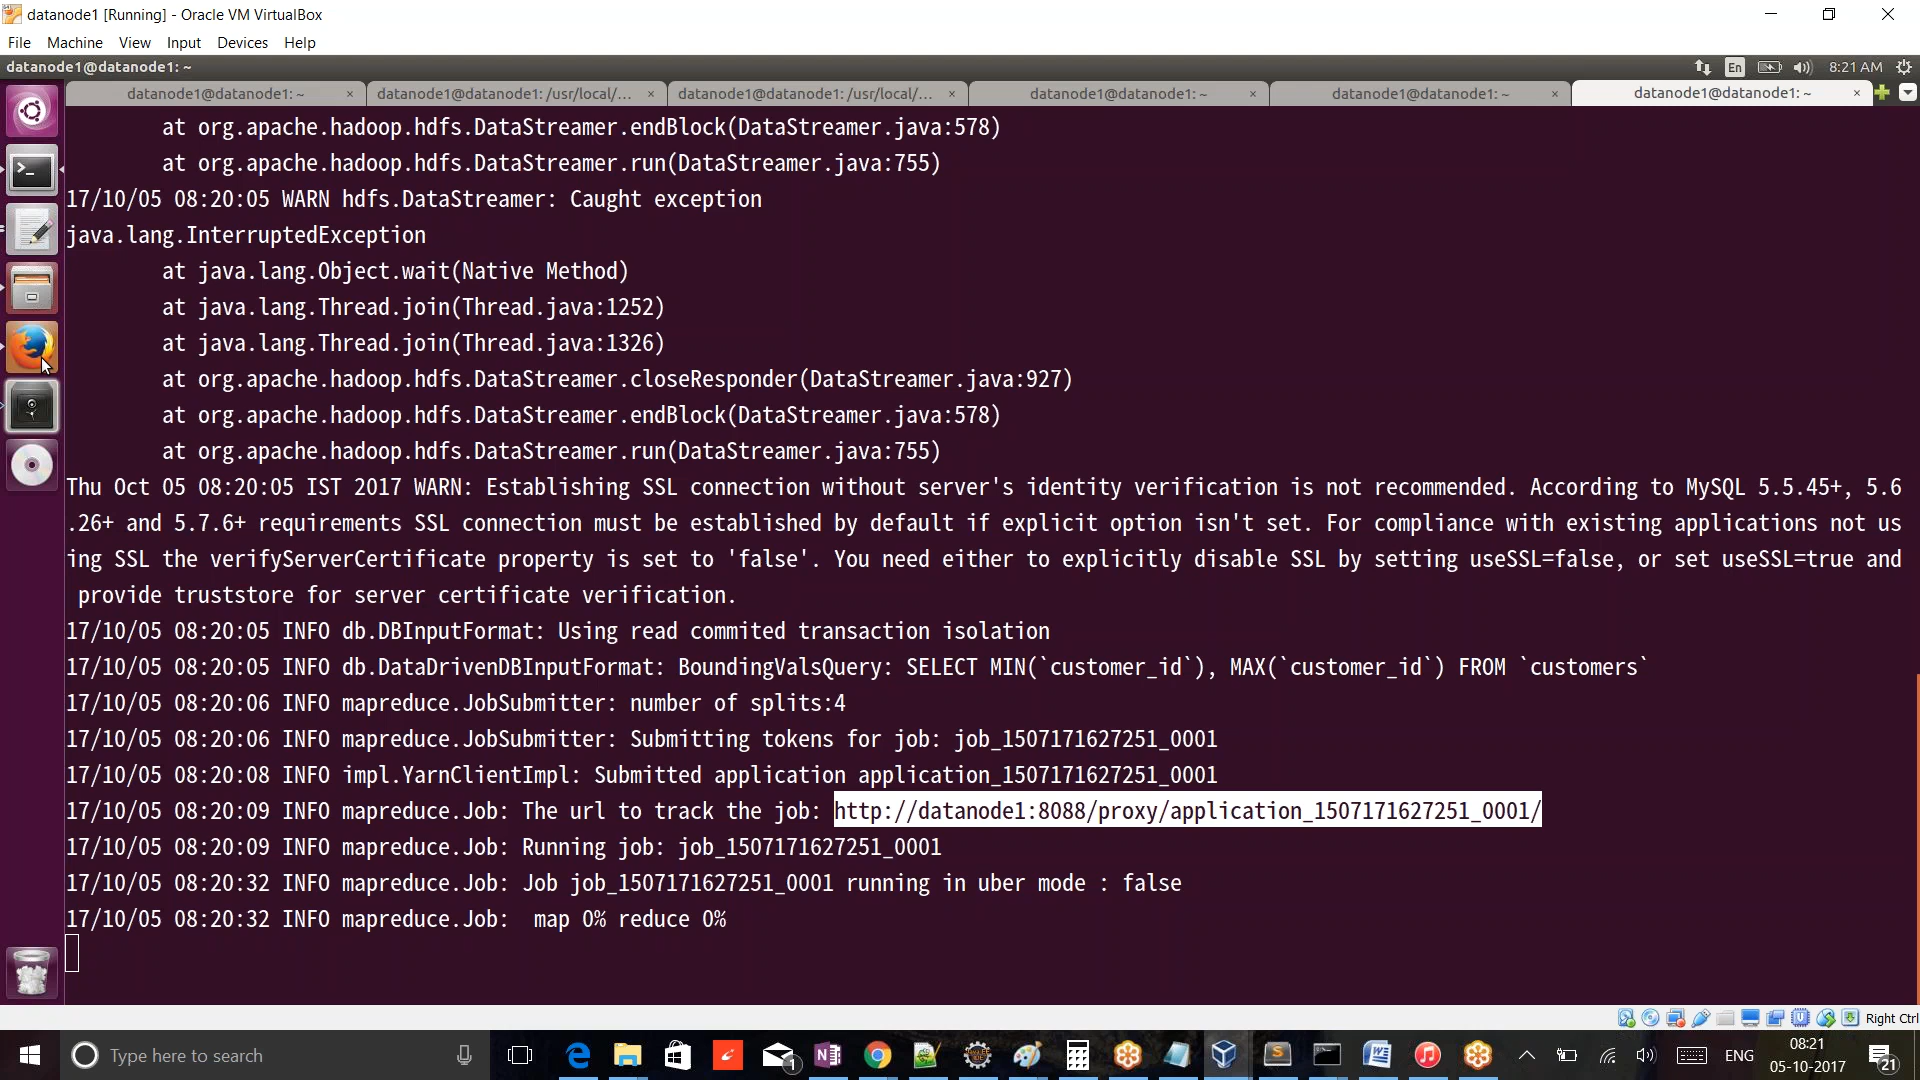 datanode1 [Running] - Oracle VM VirtualBox
File Machine View Input Devices Help
datanode1@datanode1: ~
En 8:21 AM
datanode1@datanode1: ~ × datanode1@datanode1: /usr/local/... × datanode1@datanode1: /usr/local/... × datanode1@datanode1: ~ × datanode1@datanode1: ~ × datanode1@datanode1: ~ ×
at org.apache.hadoop.hdfs.DataStreamer.endBlock(DataStreamer.java:578)
at org.apache.hadoop.hdfs.DataStreamer.run(DataStreamer.java:755)
17/10/05 08:20:05 WARN hdfs.DataStreamer: Caught exception
java.lang.InterruptedException
at java.lang.Object.wait(Native Method)
at java.lang.Thread.join(Thread.java:1252)
at java.lang.Thread.join(Thread.java:1326)
at org.apache.hadoop.hdfs.DataStreamer.closeResponder(DataStreamer.java:927)
at org.apache.hadoop.hdfs.DataStreamer.endBlock(DataStreamer.java:578)
at org.apache.hadoop.hdfs.DataStreamer.run(DataStreamer.java:755)
Thu Oct 05 08:20:05 IST 2017 WARN: Establishing SSL connection without server's identity verification is not recommended. According to MySQL 5.5.45+, 5.6
.26+ and 5.7.6+ requirements SSL connection must be established by default if explicit option isn't set. For compliance with existing applications not us
ing SSL the verifyServerCertificate property is set to 'false'. You need either to explicitly disable SSL by setting useSSL=false, or set useSSL=true and
provide truststore for server certificate verification.
17/10/05 08:20:05 INFO db.DBInputFormat: Using read commited transaction isolation
17/10/05 08:20:05 INFO db.DataDrivenDBInputFormat: BoundingValsQuery: SELECT MIN(`customer_id`), MAX(`customer_id`) FROM `customers`
17/10/05 08:20:06 INFO mapreduce.JobSubmitter: number of splits:4
17/10/05 08:20:06 INFO mapreduce.JobSubmitter: Submitting tokens for job: job_1507171627251_0001
17/10/05 08:20:08 INFO impl.YarnClientImpl: Submitted application application_1507171627251_0001
17/10/05 08:20:09 INFO mapreduce.Job: The url to track the job: http://datanode1:8088/proxy/application_1507171627251_0001/
17/10/05 08:20:09 INFO mapreduce.Job: Running job: job_1507171627251_0001
17/10/05 08:20:32 INFO mapreduce.Job: Job job_1507171627251_0001 running in uber mode : false
17/10/05 08:20:32 INFO mapreduce.Job:  map 0% reduce 0%
Right Ctrl
Type here to search
1
ENG
08:21
05-10-2017
21